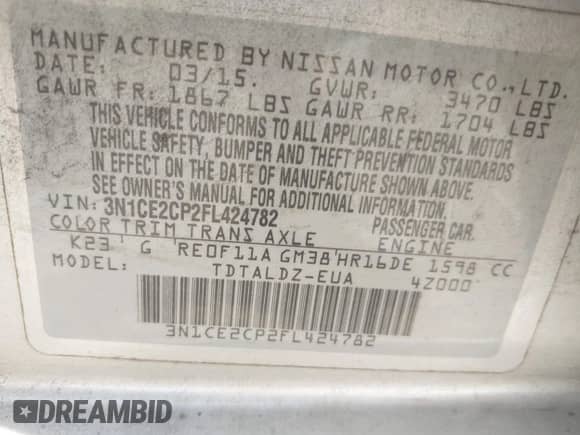 MANUFACTURED BY NISSAN MOTOR CO., LTD.
DATE: 03/15. GVWR: 3470 LBS
GAWR FR: 1867 LBS GAWR RR: 1704 LBS
THIS VEHICLE CONFORMS TO ALL APPLICABLE FEDERAL MOTOR
VEHICLE SAFETY, BUMPER AND THEFT PREVENTION STANDARDS
IN EFFECT ON THE DATE OF MANUFACTURE SHOWN ABOVE.
SEE OWNER'S MANUAL FOR ADDITIONAL INFORMATION.
VIN: 3N1CE2CP2FL424782 PASSENGER CAR.
COLOR TRIM TRANS AXLE ENGINE
K23 G RE0F11A GM38 HR16DE 1598 CC
MODEL: TDTALDZ-EUA 4Z000
3N1CE2CP2FL424782
DREAMBID